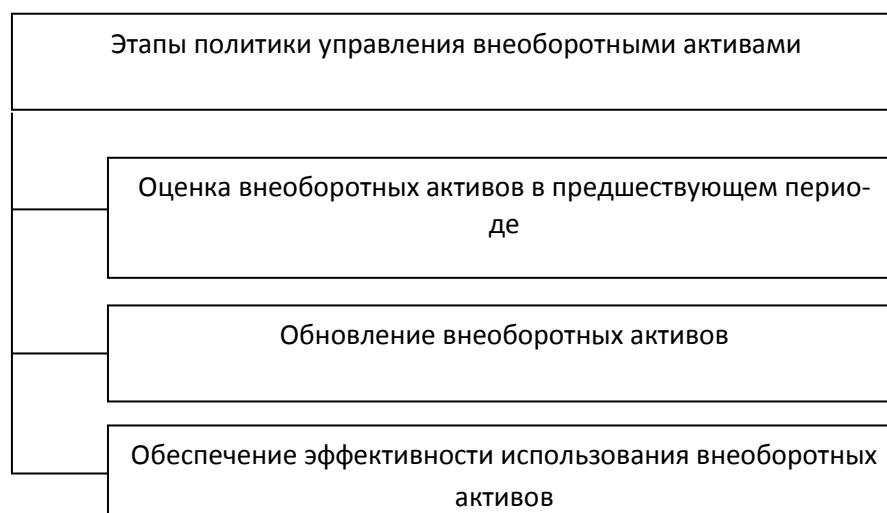 Этапы политики управления внеоборотными активами
Оценка внеоборотных активов в предшествующем перио-
де
Обновление внеоборотных активов
Обеспечение эффективности использования внеоборотных
активов